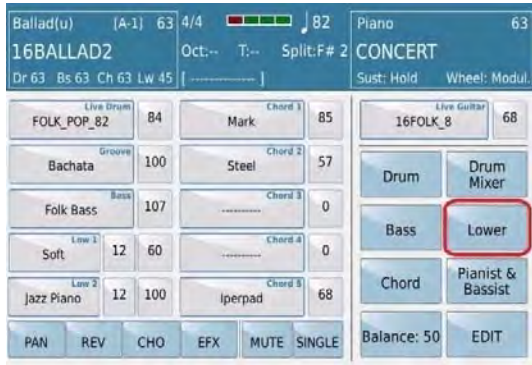 Ballad(u) [A-1] 63 4/4 82 Piano 63
16BALLAD2 Oct:-- T:-- Split:F# 2 CONCERT
Dr 63 Bs 63 Ch 63 Lw 45 [ -------------- ] Sust: Hold Wheel: Modul.
Live Drum
FOLK_POP_82 84
Chord 1
Mark 85
Live Guitar
16FOLK_8 68
Groove
Bachata 100
Chord 2
Steel 57
Drum
Drum
Mixer
Bass
Folk Bass 107
Chord 3
---------- 0
Bass
Lower
Low 1
Soft 12 60
Chord 4
---------- 0
Low 2
Jazz Piano 12 100
Chord 5
Iperpad 68
Chord
Pianist &
Bassist
PAN REV CHO EFX MUTE SINGLE
Balance: 50 EDIT